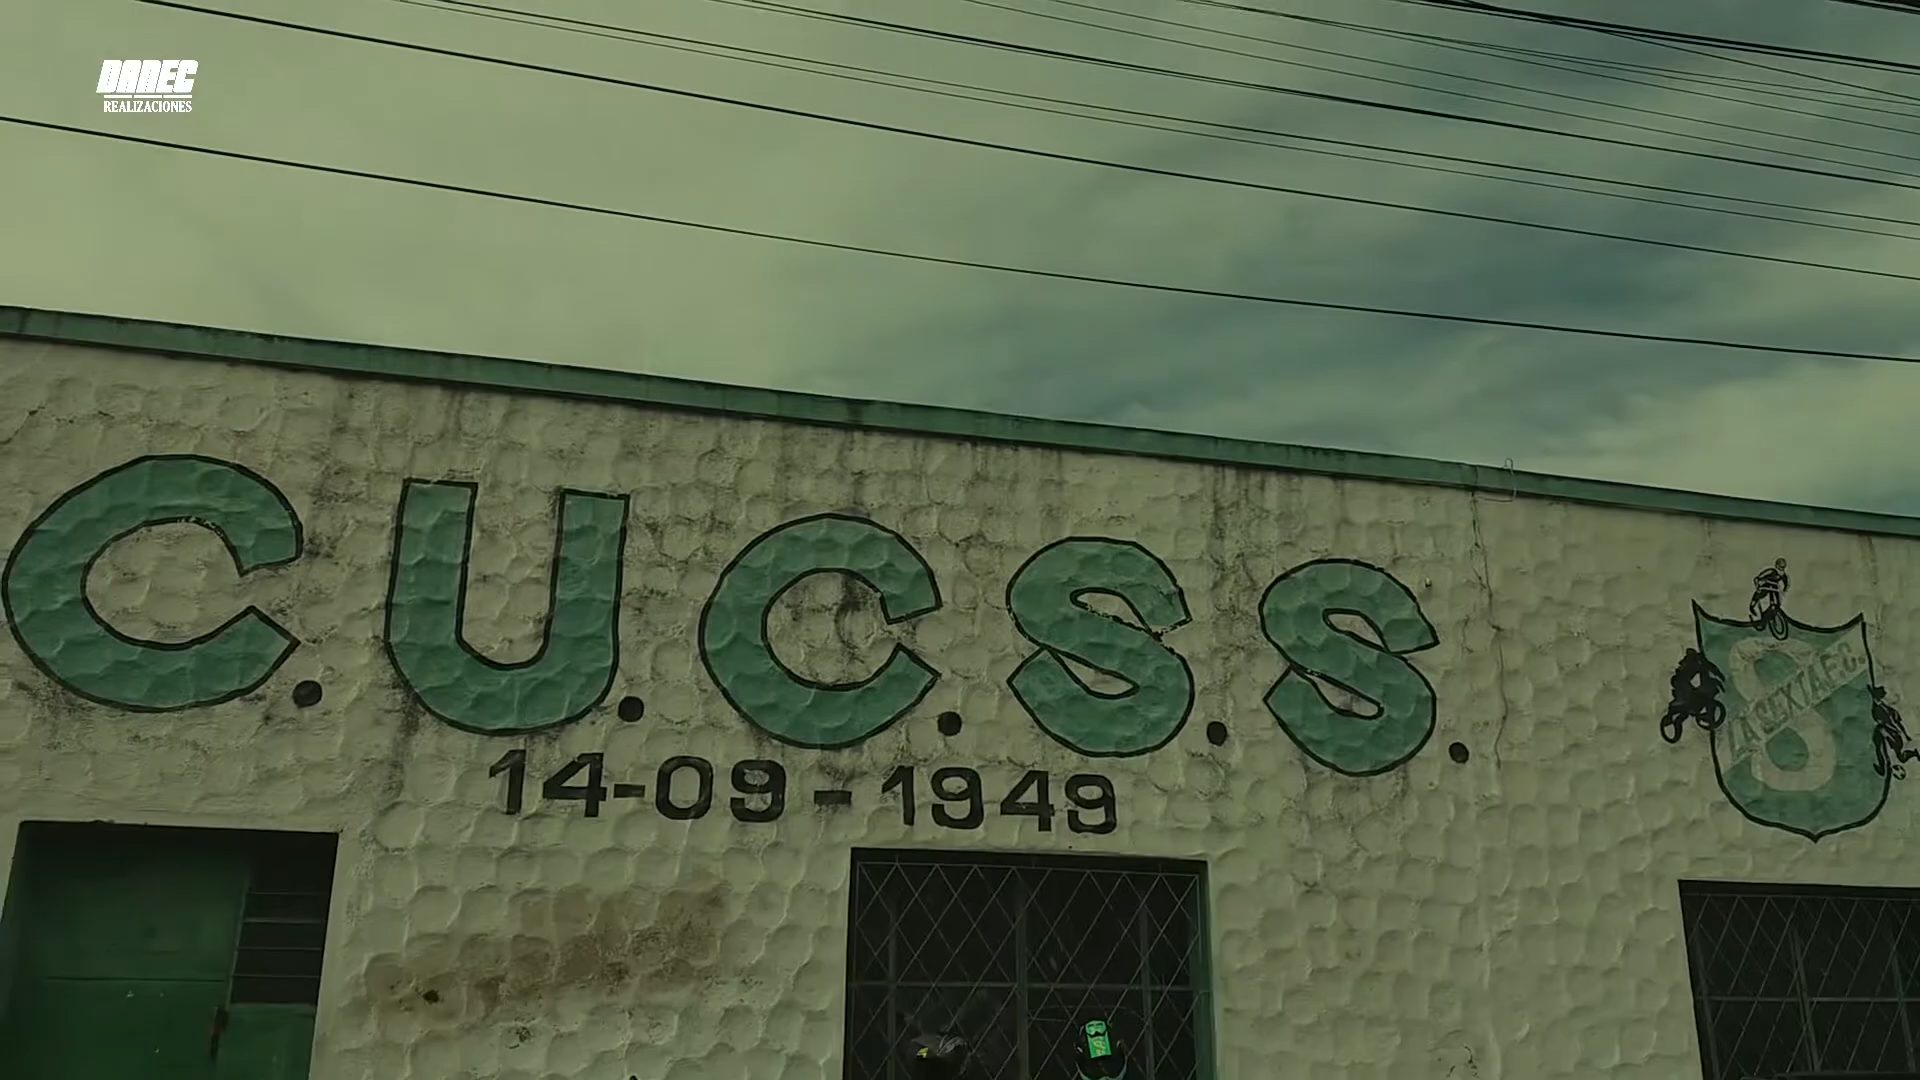 DANEC
REALIZACIONES
C.U.C.S.S.
14-09-1949
LA SEXTA F.C.
S